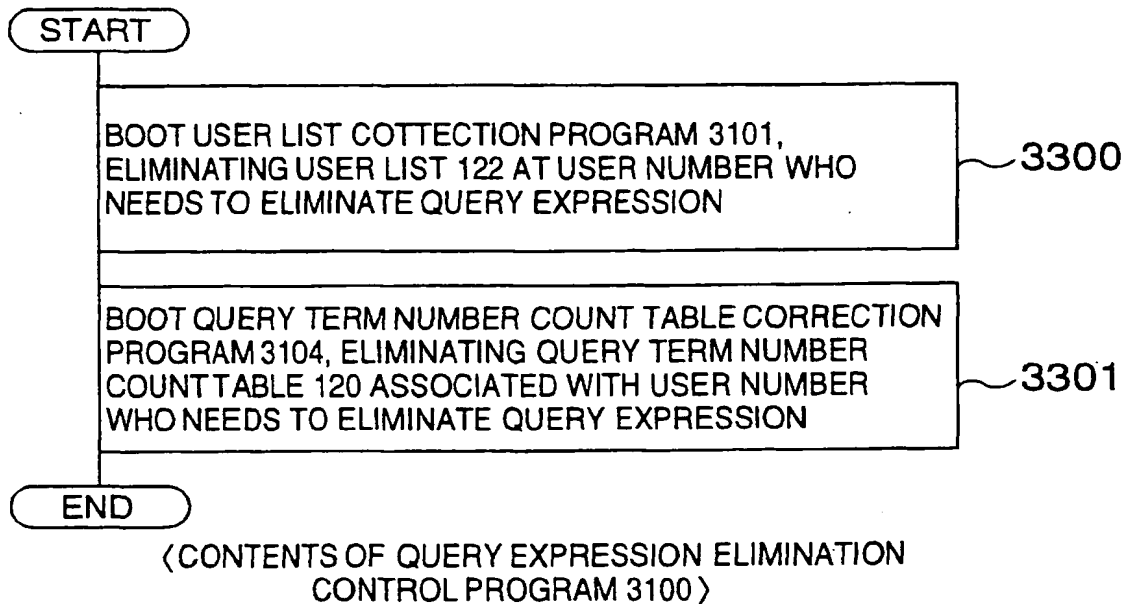 START
BOOT USER LIST COTTECTION PROGRAM 3101,
ELIMINATING USER LIST 122 AT USER NUMBER WHO
NEEDS TO ELIMINATE QUERY EXPRESSION
3300
BOOT QUERY TERM NUMBER COUNT TABLE CORRECTION
PROGRAM 3104, ELIMINATING QUERY TERM NUMBER
COUNT TABLE 120 ASSOCIATED WITH USER NUMBER
WHO NEEDS TO ELIMINATE QUERY EXPRESSION
3301
END
〈CONTENTS OF QUERY EXPRESSION ELIMINATION
CONTROL PROGRAM 3100〉